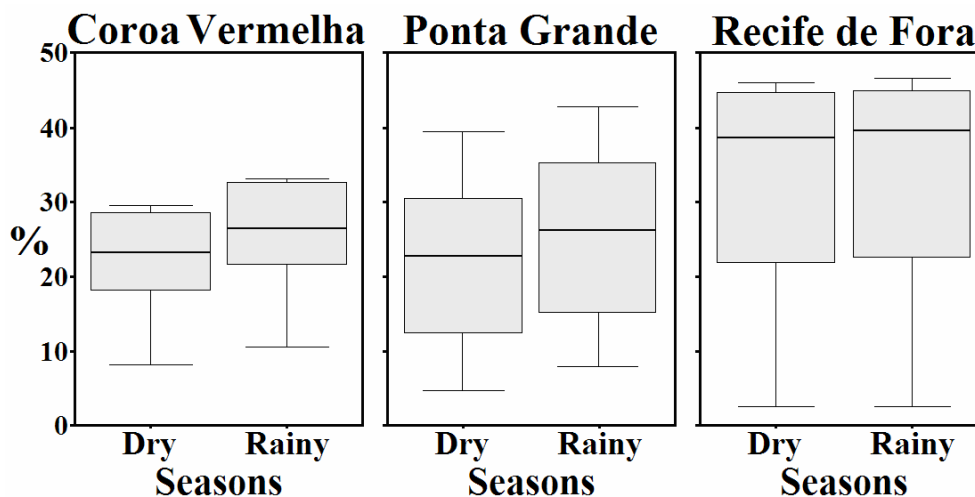 Coroa Vermelha Ponta Grande Recife de Fora
50
40
30
%
20
10
0
Dry Rainy Dry Rainy Dry Rainy
Seasons Seasons Seasons